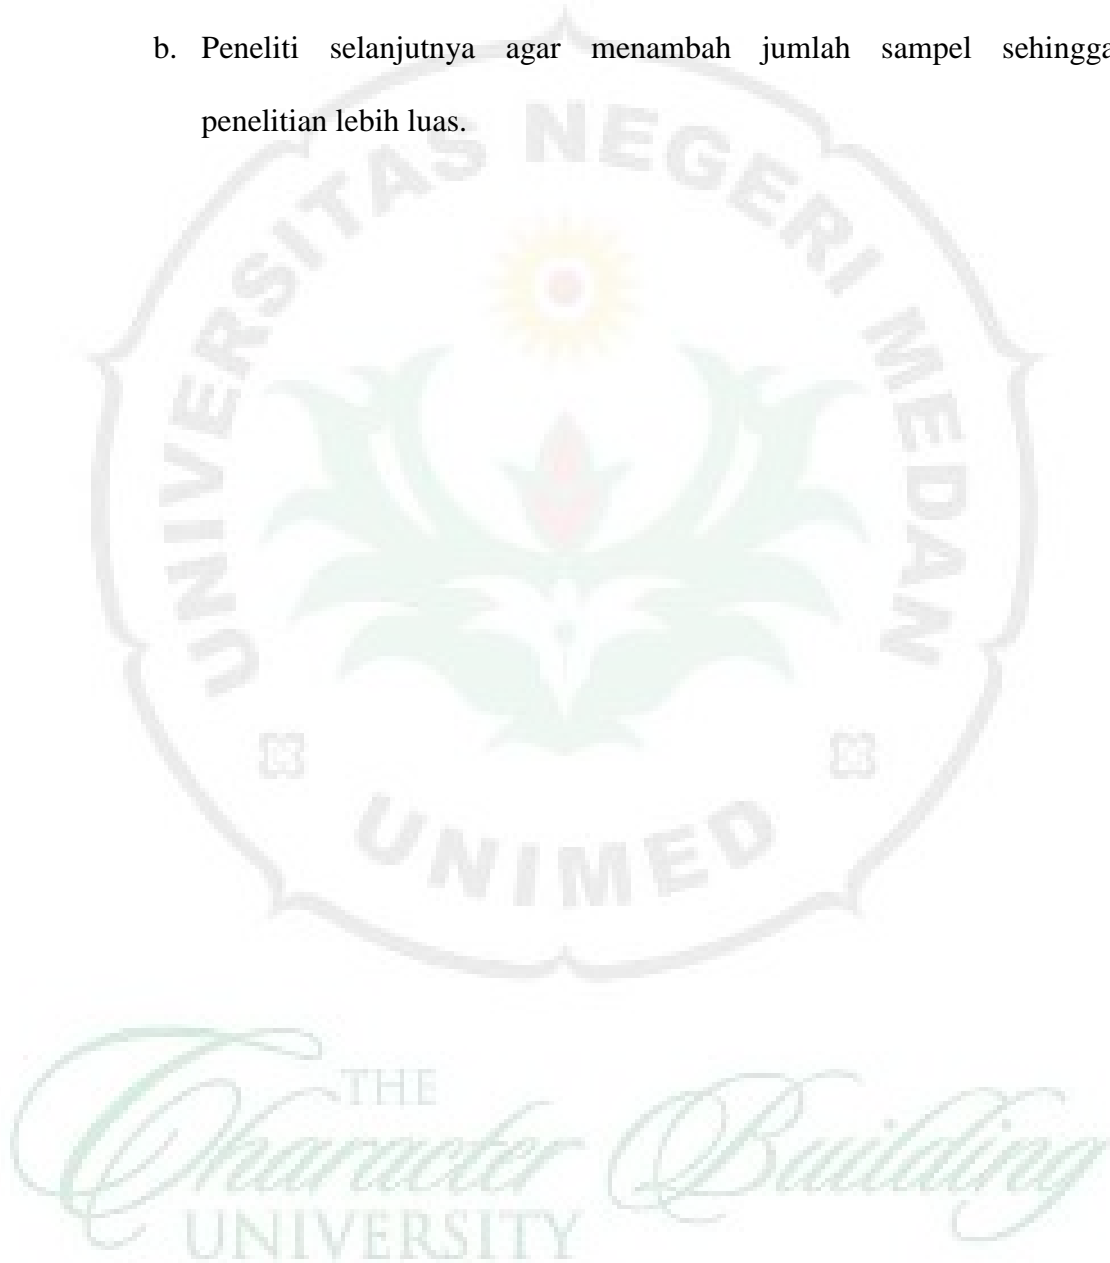 b. Peneliti selanjutnya agar menambah jumlah sampel sehingga
penelitian lebih luas.
UNIVERSITAS NEGERI MEDAN
UNIMED
THE
Character Building
UNIVERSITY